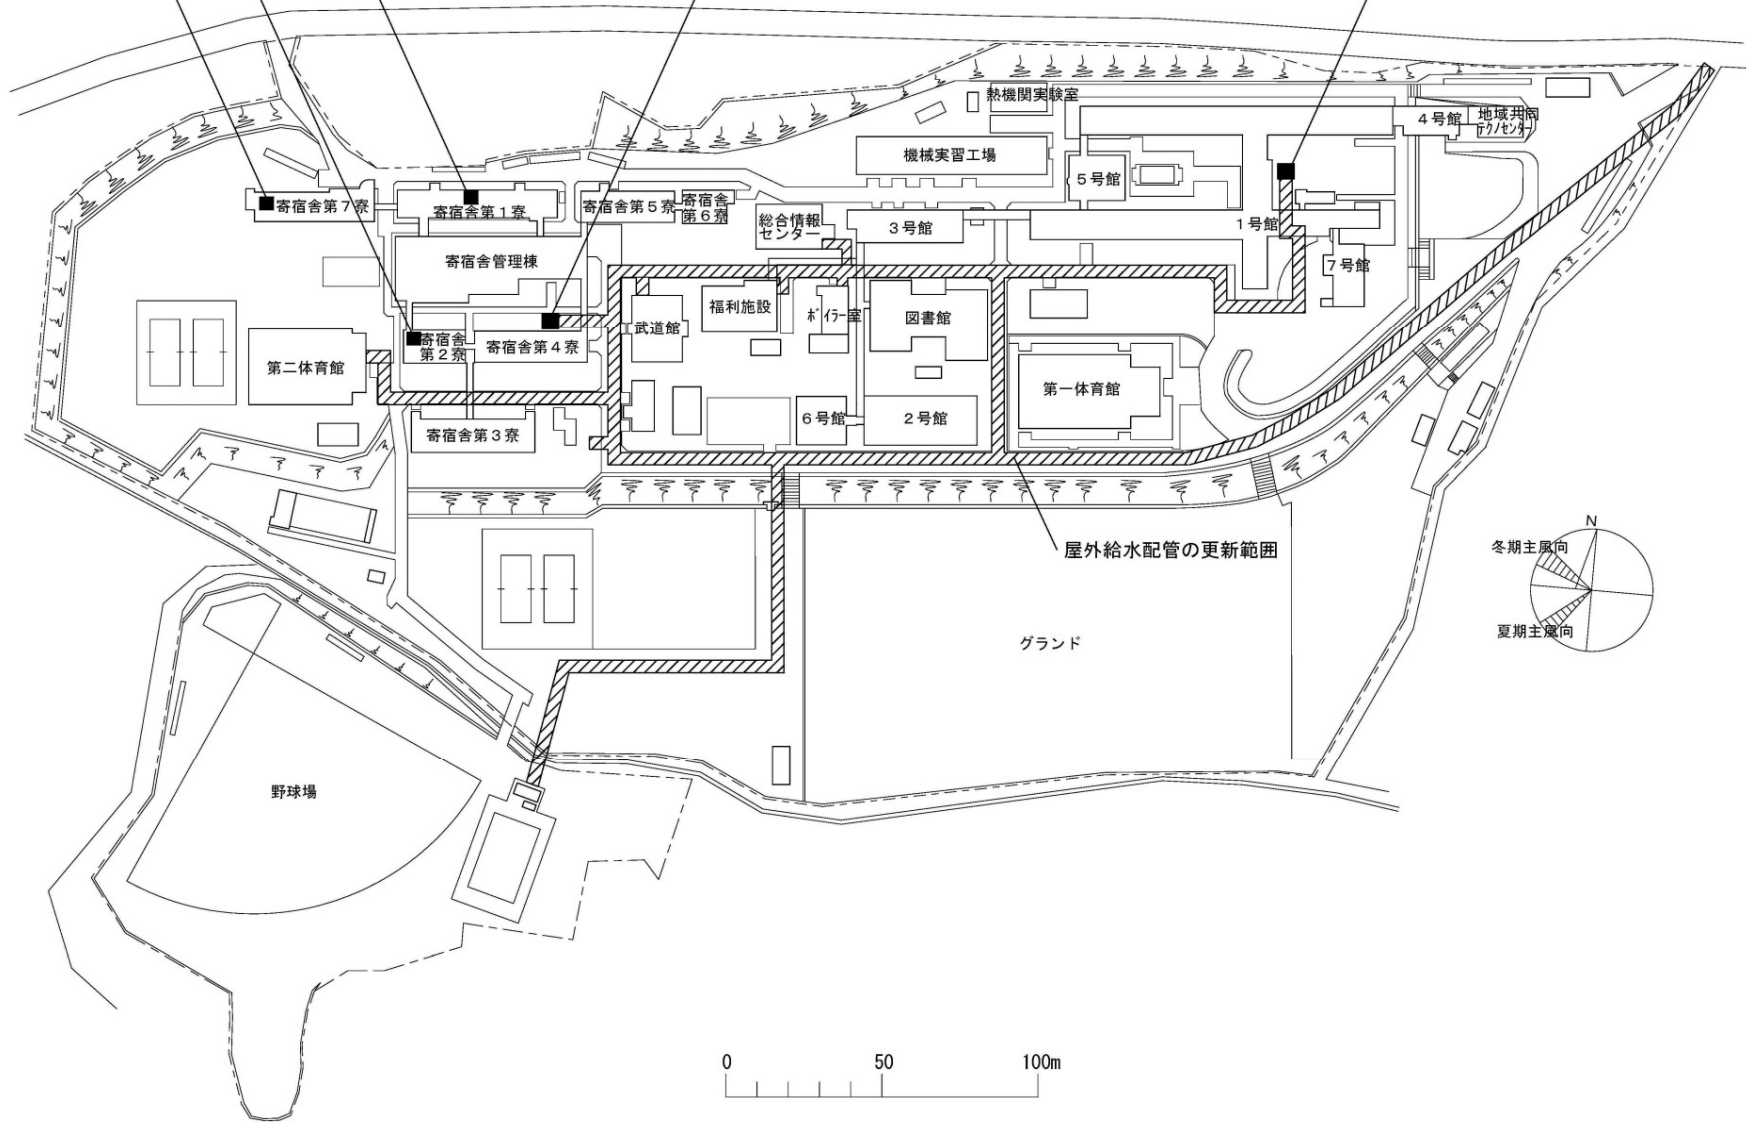 熱機関実験室
4号館
地域共同
ﾃｸﾉｾﾝﾀｰ
機械実習工場
5号館
寄宿舎第7寮
寄宿舎第1寮
寄宿舎第5寮
寄宿舎
第6寮
総合情報
センター
3号館
1号館
7号館
寄宿舎管理棟
武道館
福利施設
ﾎﾞｲﾗｰ室
図書館
第二体育館
寄宿舎
第2寮
寄宿舎第4寮
第一体育館
寄宿舎第3寮
6号館
2号館
屋外給水配管の更新範囲
N
冬期主風向
夏期主風向
グランド
野球場
0 50 100m